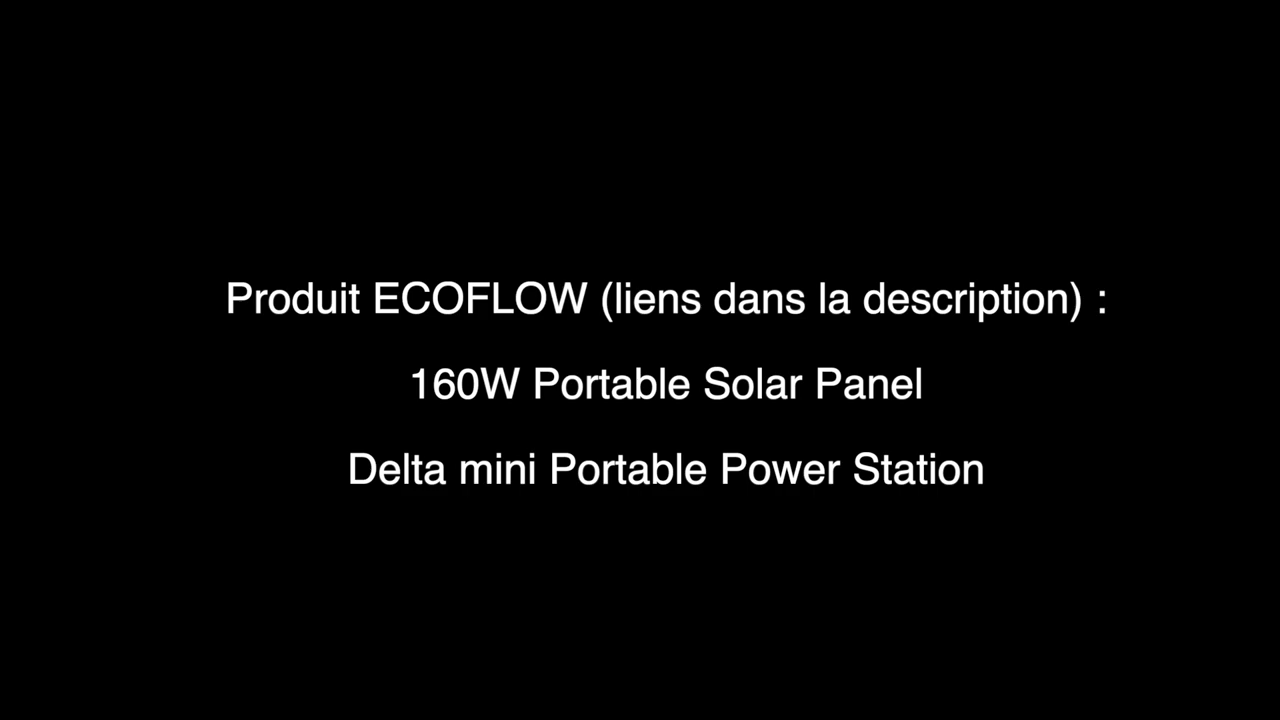 Produit ECOFLOW (liens dans la description) :
160W Portable Solar Panel
Delta mini Portable Power Station